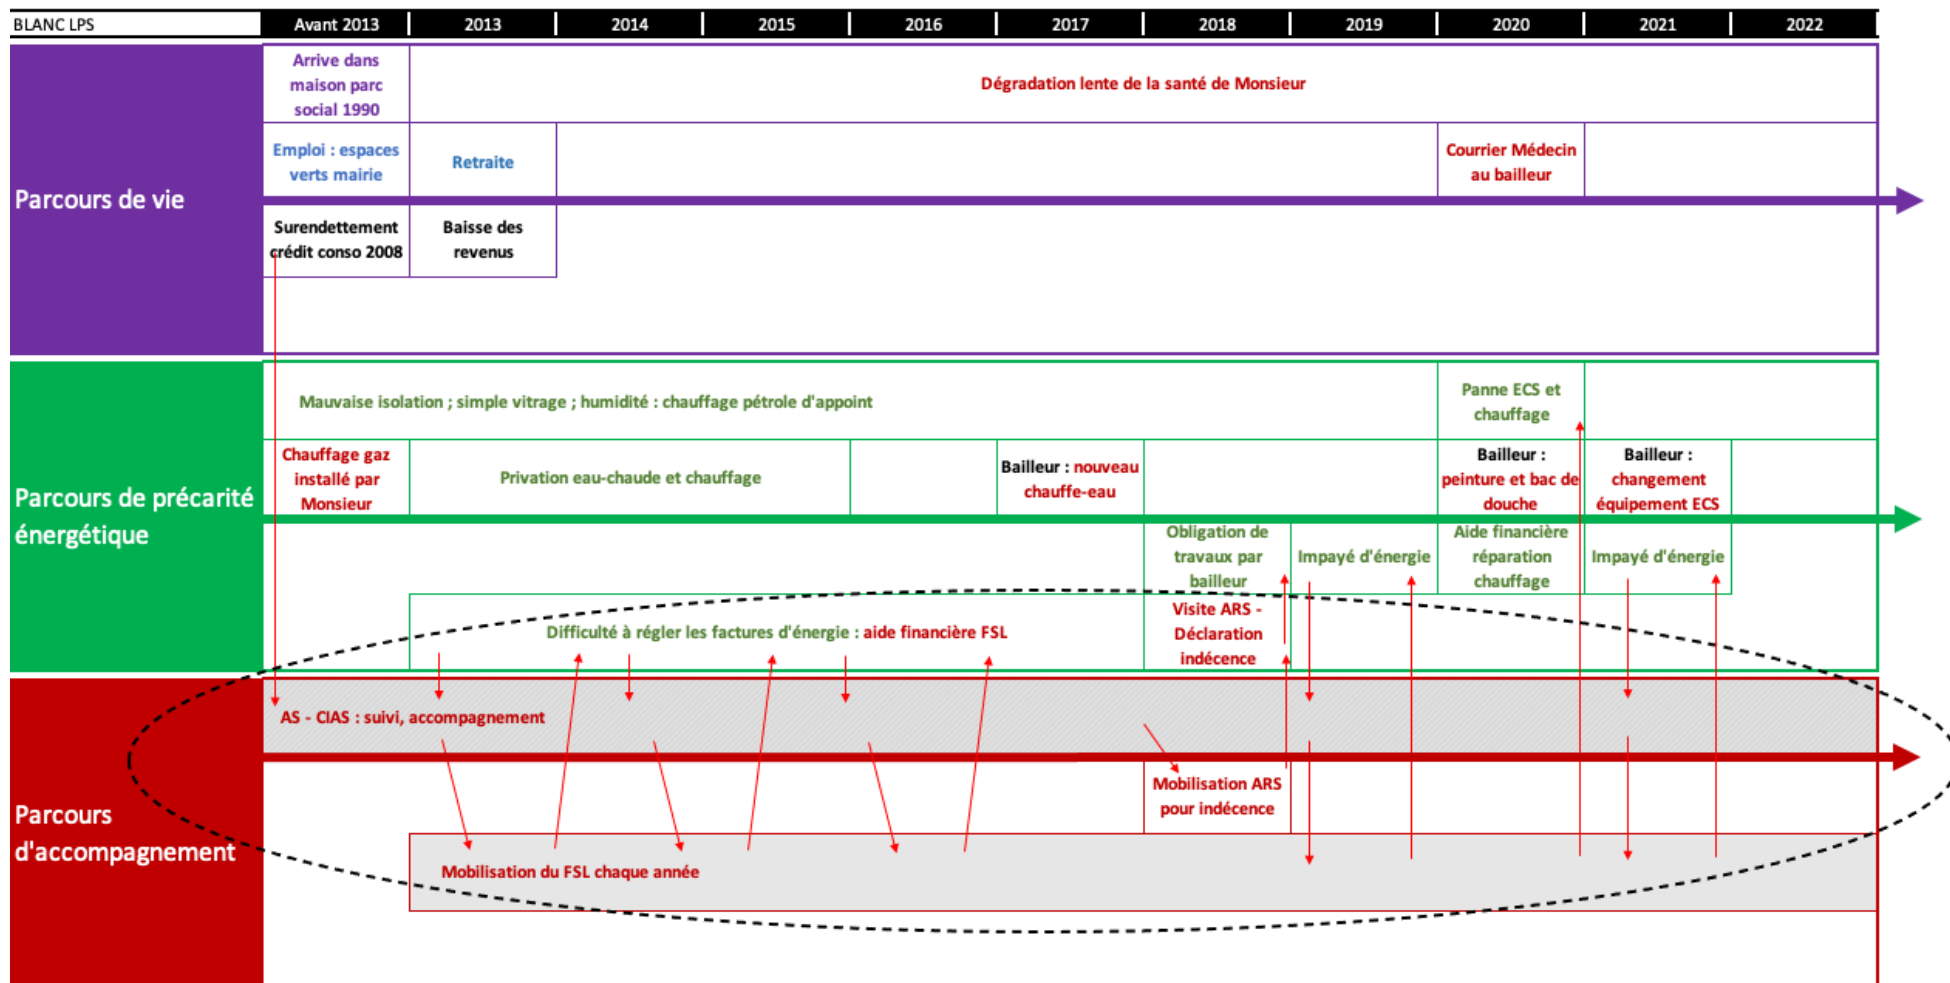 BLANC LPS
Avant 2013
2013
2014
2015
2016
2017
2018
2019
2020
2021
2022
Parcours de vie
Arrive dans
maison parc
social 1990
Dégradation lente de la santé de Monsieur
Emploi : espaces
verts mairie
Retraite
Courrier Médecin
au bailleur
Surendettement
crédit conso 2008
Baisse des
revenus
Parcours de précarité
énergétique
Mauvaise isolation ; simple vitrage ; humidité : chauffage pétrole d'appoint
Panne ECS et
chauffage
Chauffage gaz
installé par
Monsieur
Privation eau-chaude et chauffage
Bailleur : nouveau
chauffe-eau
Bailleur :
peinture et bac de
douche
Bailleur :
changement
équipement ECS
Obligation de
travaux par
bailleur
Impayé d'énergie
Aide financière
réparation
chauffage
Impayé d'énergie
Difficulté à régler les factures d'énergie : aide financière FSL
Visite ARS -
Déclaration
indécence
Parcours
d'accompagnement
AS - CIAS : suivi, accompagnement
Mobilisation ARS
pour indécence
Mobilisation du FSL chaque année